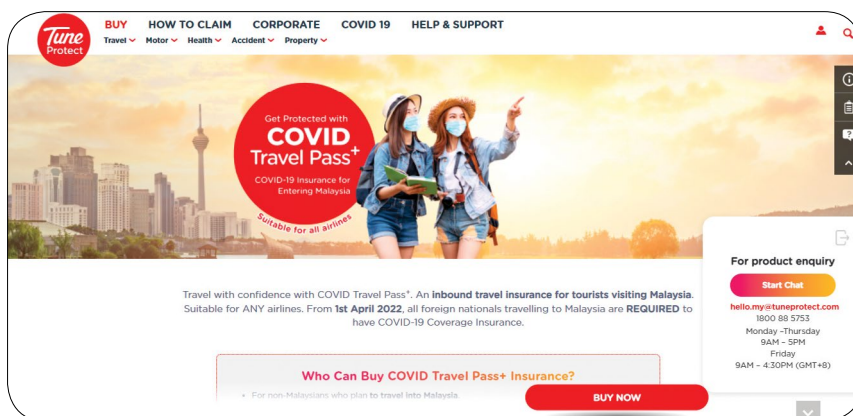 Tune
Protect
BUY HOW TO CLAIM CORPORATE COVID 19 HELP & SUPPORT
Travel Motor Health Accident Property
Get Protected with
COVID
Travel Pass+
COVID-19 Insurance for
Entering Malaysia
Suitable for all airlines
Travel with confidence with COVID Travel Pass+. An inbound travel insurance for tourists visiting Malaysia.
Suitable for ANY airlines. From 1st April 2022, all foreign nationals travelling to Malaysia are REQUIRED to
have COVID-19 Coverage Insurance.
Who Can Buy COVID Travel Pass+ Insurance?
• For non-Malaysians who plan to travel into Malaysia.
BUY NOW
For product enquiry
Start Chat
hello.my@tuneprotect.com
1800 88 5753
Monday -Thursday
9AM – 5PM
Friday
9AM – 4:30PM (GMT+8)